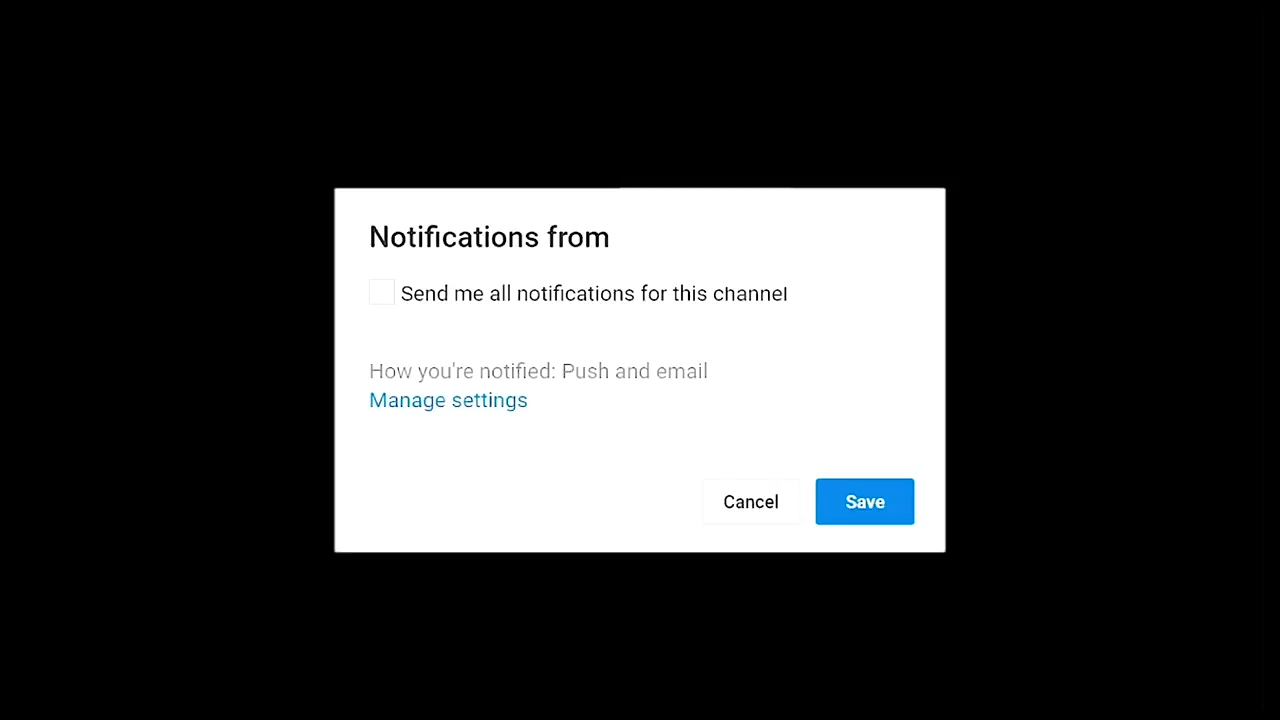 Notifications from
Send me all notifications for this channel
How you're notified: Push and email
Manage settings
Cancel Save